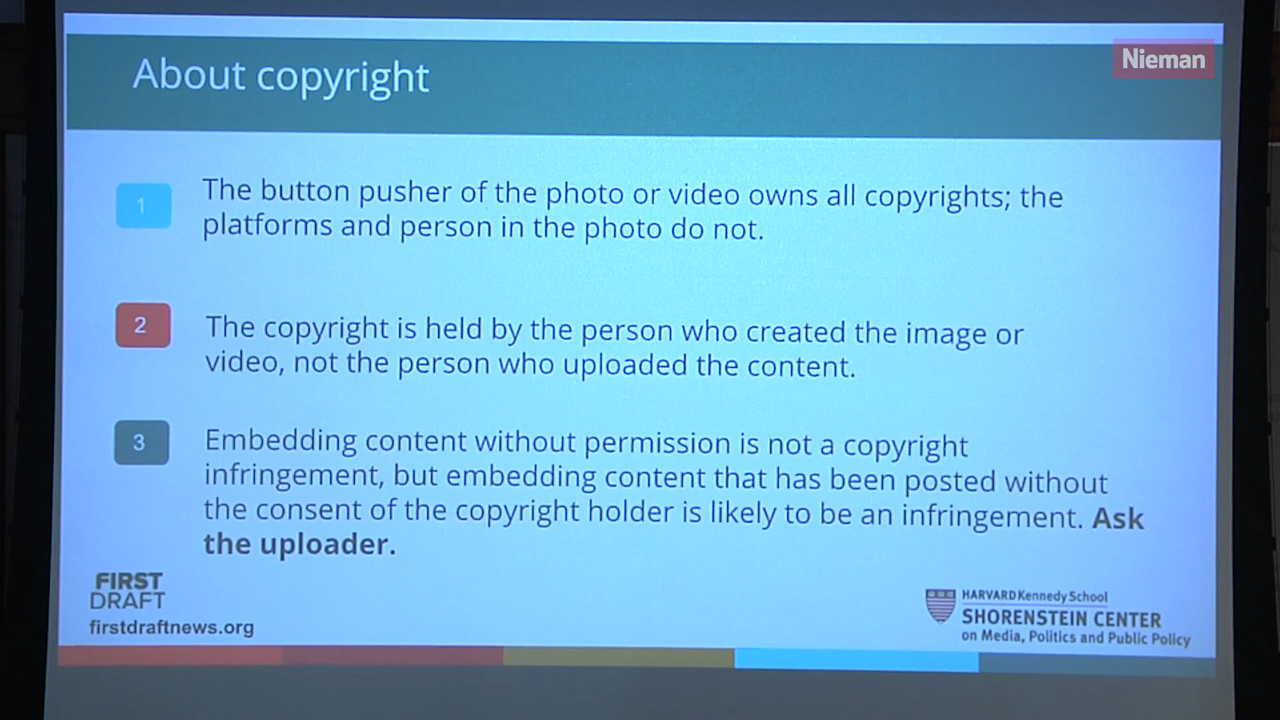 About copyright
Nieman
1
The button pusher of the photo or video owns all copyrights; the
platforms and person in the photo do not.
2
The copyright is held by the person who created the image or
video, not the person who uploaded the content.
3
Embedding content without permission is not a copyright
infringement, but embedding content that has been posted without
the consent of the copyright holder is likely to be an infringement. Ask
the uploader.
FIRST
DRAFT
firstdraftnews.org
HARVARD Kennedy School
SHORENSTEIN CENTER
on Media, Politics and Public Policy